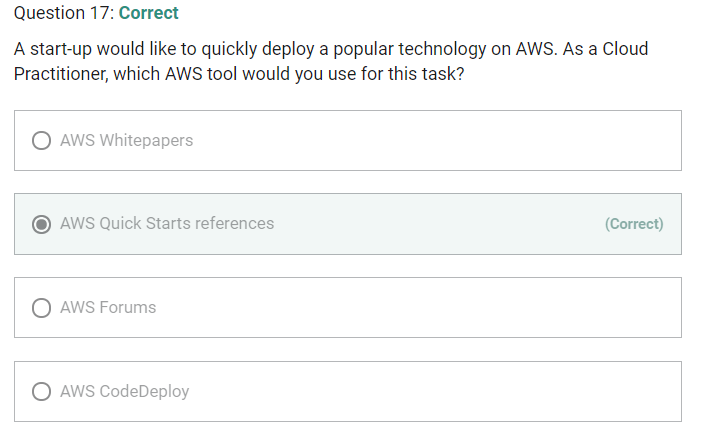 Question 17: Correct
A start-up would like to quickly deploy a popular technology on AWS. As a Cloud
Practitioner, which AWS tool would you use for this task?
AWS Whitepapers
AWS Quick Starts references (Correct)
AWS Forums
AWS CodeDeploy